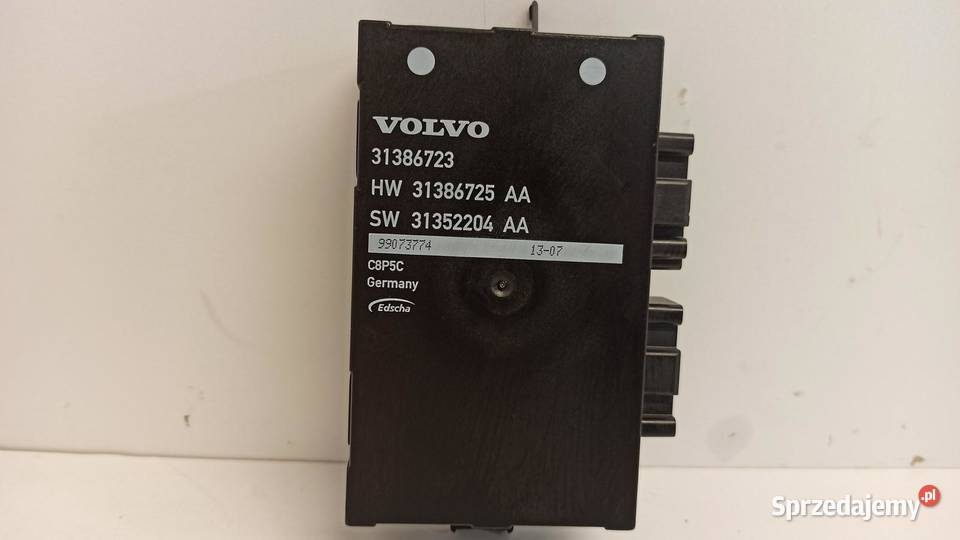 VOLVO
31386723
HW 31386725 AA
SW 31352204 AA
99073774 13-07
C8P5C
Germany
Edscha
Sprzedajemy.pl